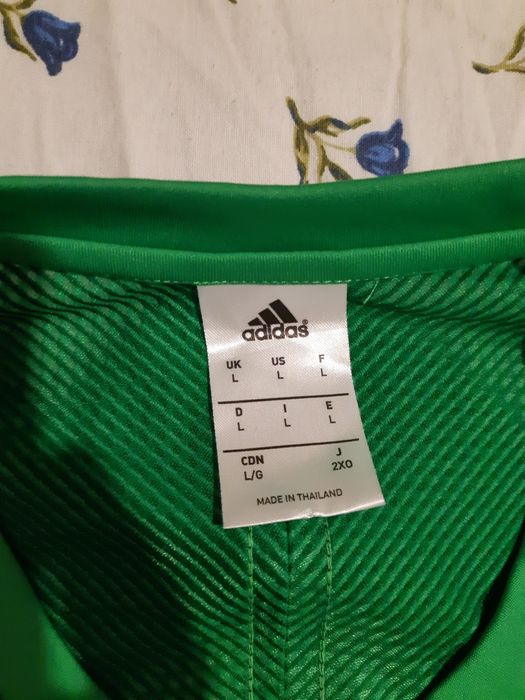 adidas®
UK US F
L L L
D I E
L L L
CDN J
L/G 2XO
MADE IN THAILAND